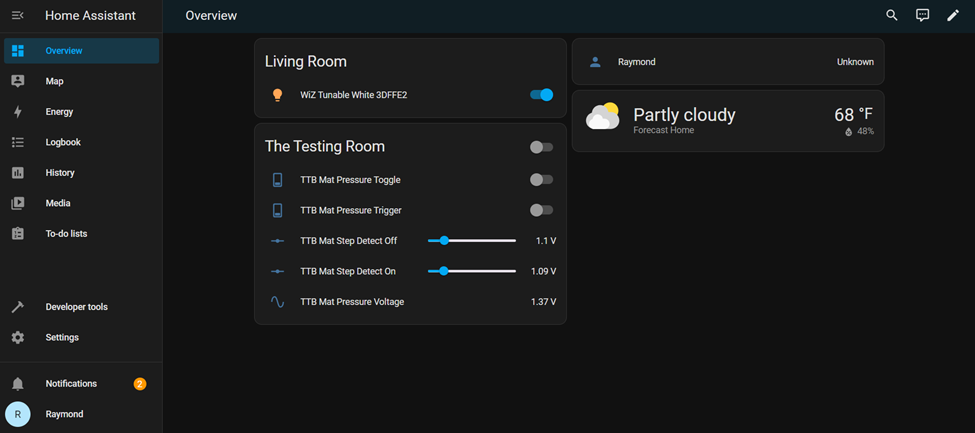 Home Assistant
Overview
Map
Energy
Logbook
History
Media
To-do lists
Developer tools
Settings
Notifications 2
R Raymond
Overview
Living Room
WiZ Tunable White 3DFFE2
The Testing Room
TTB Mat Pressure Toggle
TTB Mat Pressure Trigger
TTB Mat Step Detect Off 1.1 V
TTB Mat Step Detect On 1.09 V
TTB Mat Pressure Voltage 1.37 V
Raymond Unknown
Partly cloudy 68 °F
Forecast Home 48%